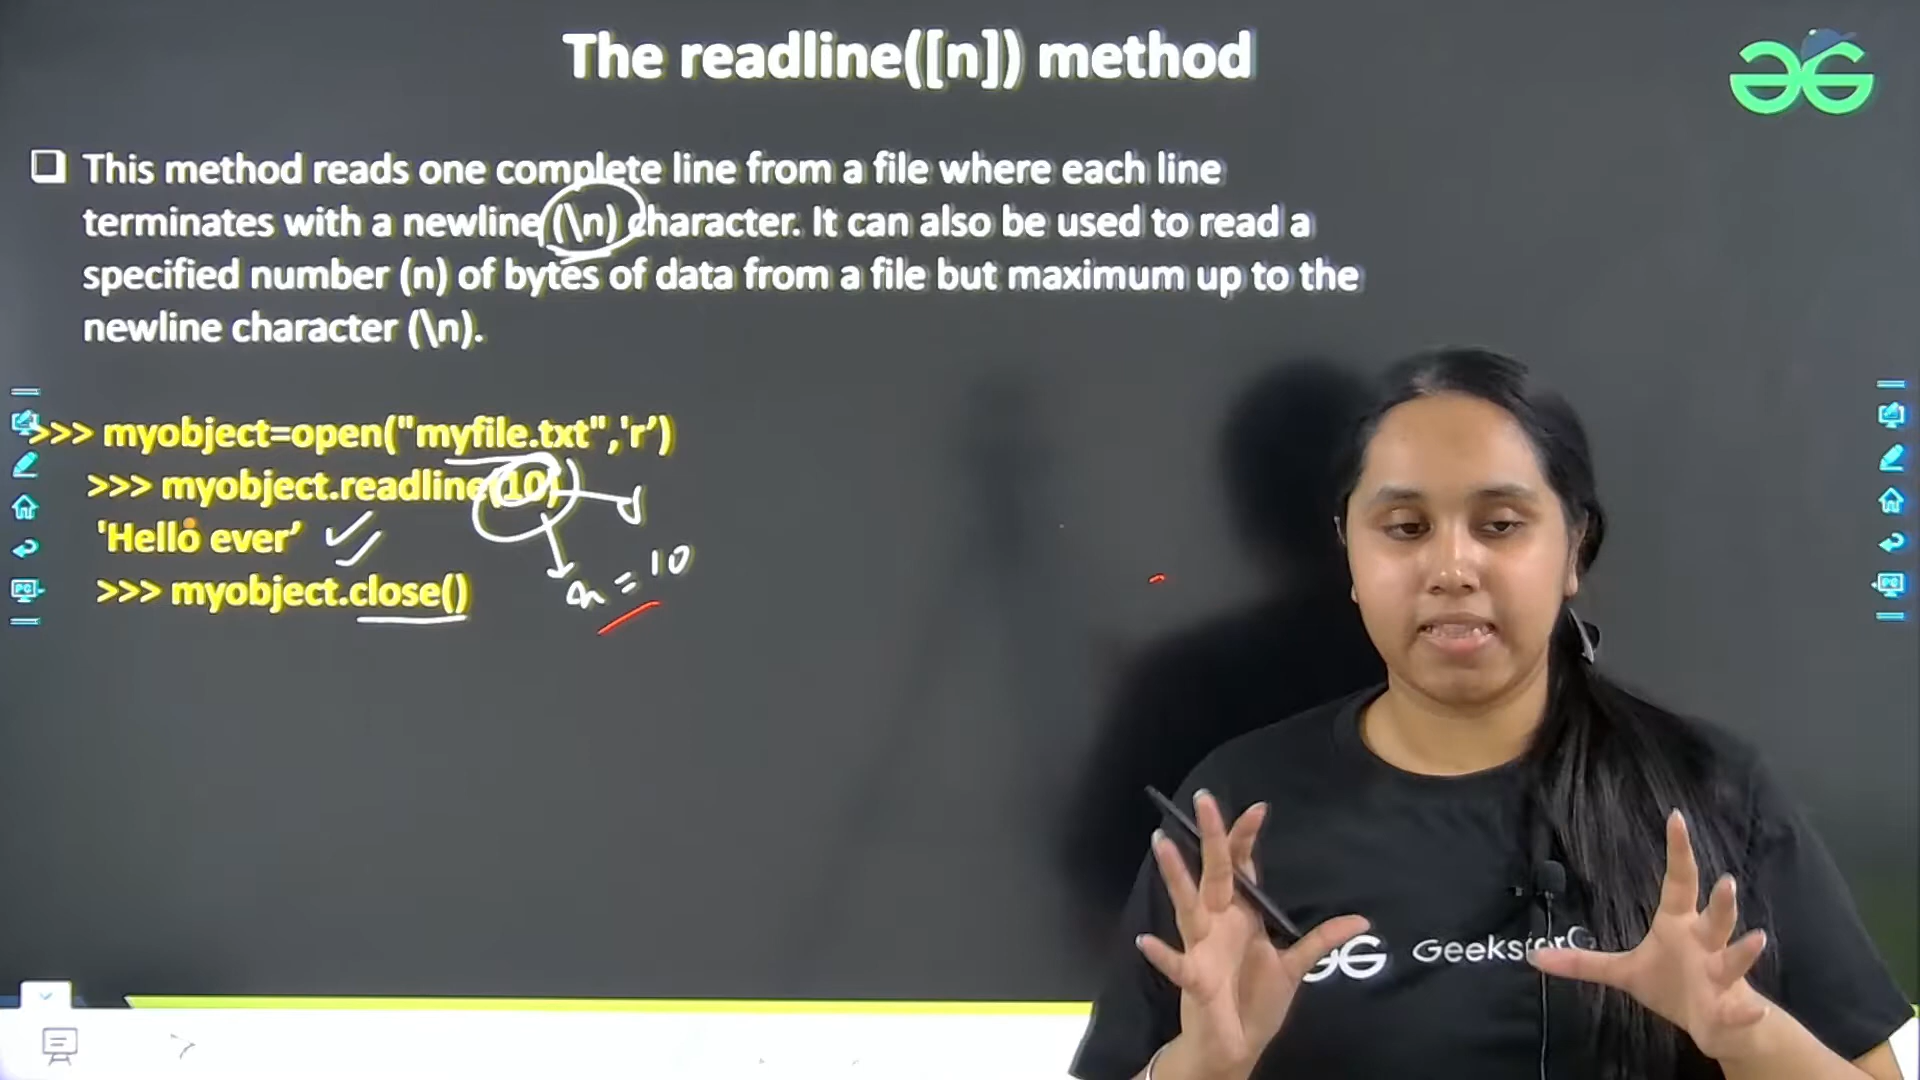 The readline([n]) method
❑ This method reads one complete line from a file where each line
terminates with a newline (\n) character. It can also be used to read a
specified number (n) of bytes of data from a file but maximum up to the
newline character (\n).
>>> myobject=open("myfile.txt",'r’)
>>> myobject.readline(10)
'Hello ever’
>>> myobject.close()
n = 10
PC
PC
GeeksforG